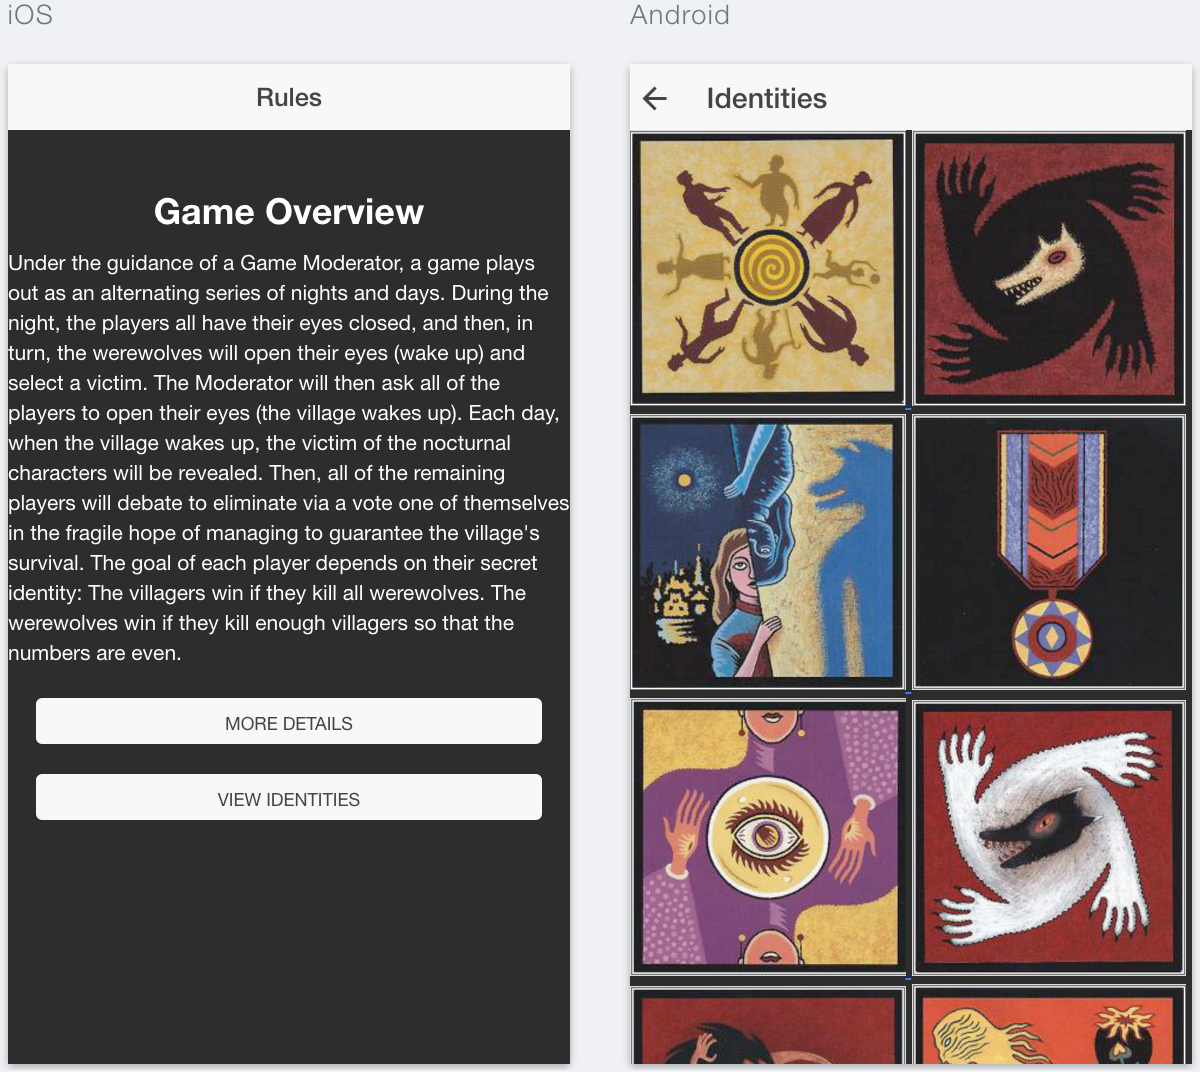 iOS
Android
Rules
Identities
Game Overview
Under the guidance of a Game Moderator, a game plays
out as an alternating series of nights and days. During the
night, the players all have their eyes closed, and then, in
turn, the werewolves will open their eyes (wake up) and
select a victim. The Moderator will then ask all of the
players to open their eyes (the village wakes up). Each day,
when the village wakes up, the victim of the nocturnal
characters will be revealed. Then, all of the remaining
players will debate to eliminate via a vote one of themselves
in the fragile hope of managing to guarantee the village's
survival. The goal of each player depends on their secret
identity: The villagers win if they kill all werewolves. The
werewolves win if they kill enough villagers so that the
numbers are even.
MORE DETAILS
VIEW IDENTITIES